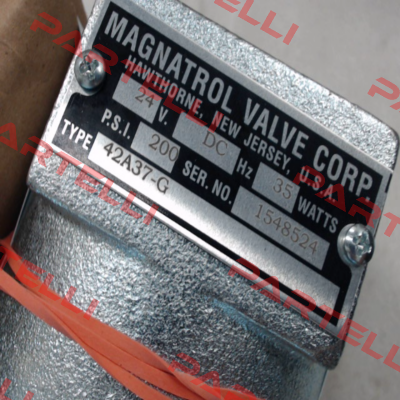 MAGNATROL VALVE CORP
HAWTHORNE, NEW JERSEY, U.S.A.
24 V. DC Hz 35 WATTS
P.S.I. 200 SER. NO. 1548524
TYPE 42A37-G
PARTELLI
PARTELLI
PARTELLI
PARTELLI